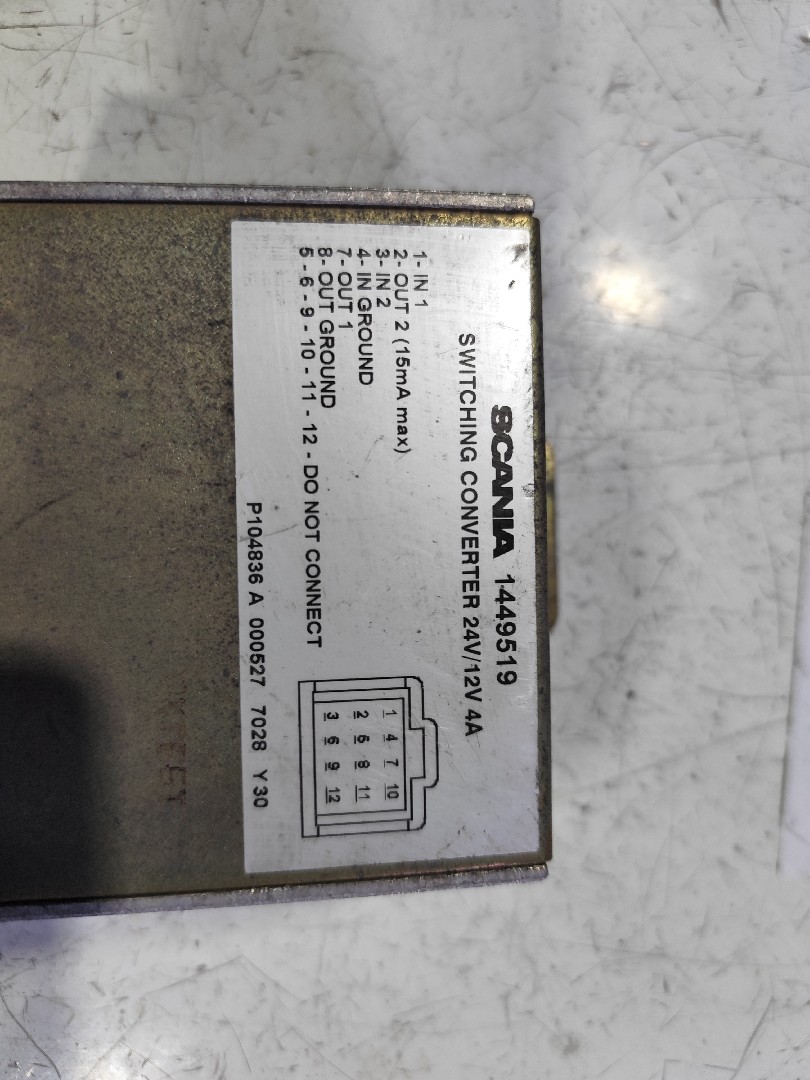 SCANIA 1449519
SWITCHING CONVERTER 24V/12V 4A
1- IN 1
2- OUT 2 (15mA max)
3- IN 2
4- IN GROUND
7- OUT 1
8- OUT GROUND
5 - 6 - 9 - 10 - 11 - 12 - DO NOT CONNECT
1 4 7 10
2 5 8 11
3 6 9 12
P104836 A 000527 7028 Y30